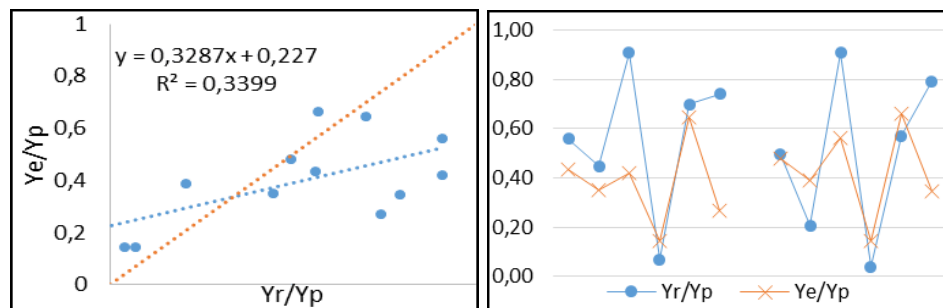 1
y = 0,3287x + 0,227
R² = 0,3399
0,8
0,6
0,4
0,2
0
Ye/Yp
Yr/Yp
1,00
0,80
0,60
0,40
0,20
0,00
Yr/Yp
Ye/Yp